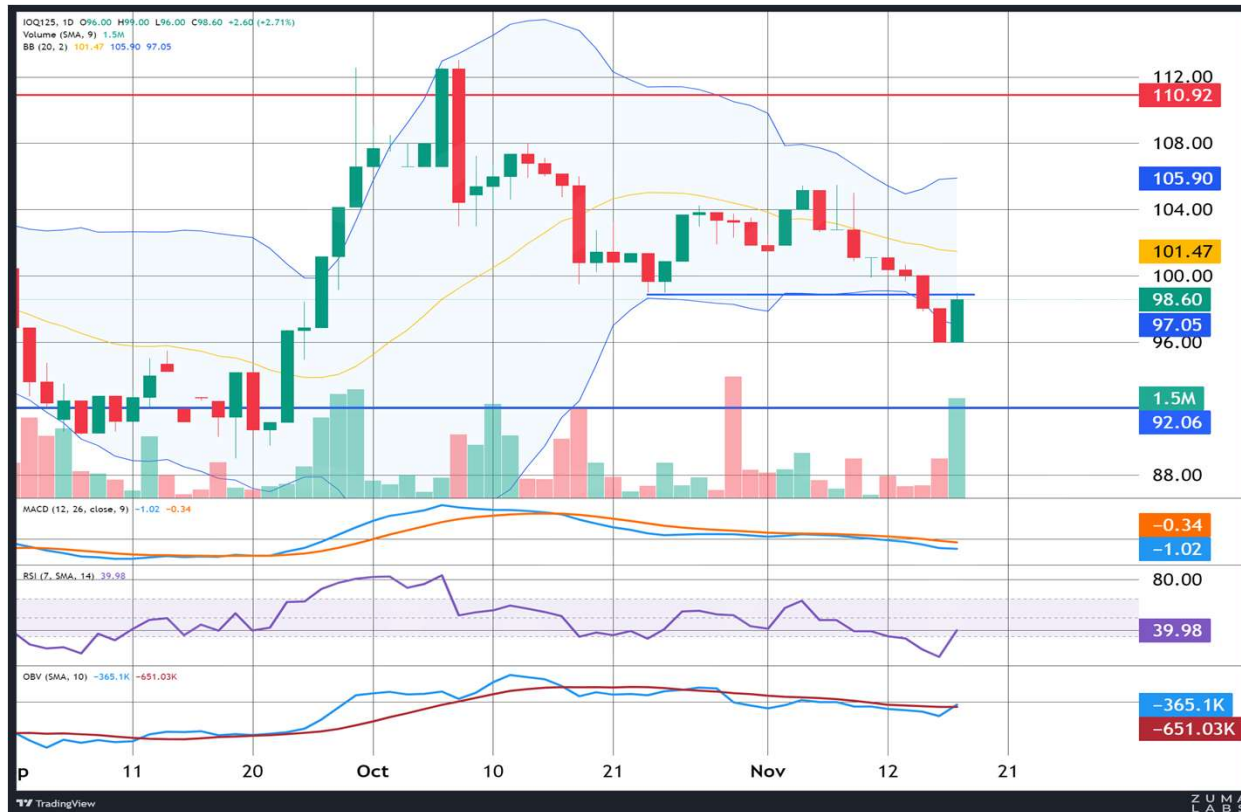 IOQ125, 1D O96.00 H99.00 L96.00 C98.60 +2.60 (+2.71%)
Volume (SMA, 9) 1.5M
BB (20, 2) 101.47 105.90 97.05
112.00
110.92
108.00
105.90
104.00
101.47
100.00
98.60
97.05
96.00
1.5M
92.06
88.00
MACD (12, 26, close, 9) −1.02 −0.34
−0.34
−1.02
RSI (7, SMA, 14) 39.98
80.00
39.98
OBV (SMA, 10) −365.1K −651.03K
−365.1K
−651.03K
p 11 20 Oct 10 21 Nov 12 21
TradingView
ZUMA
LABS